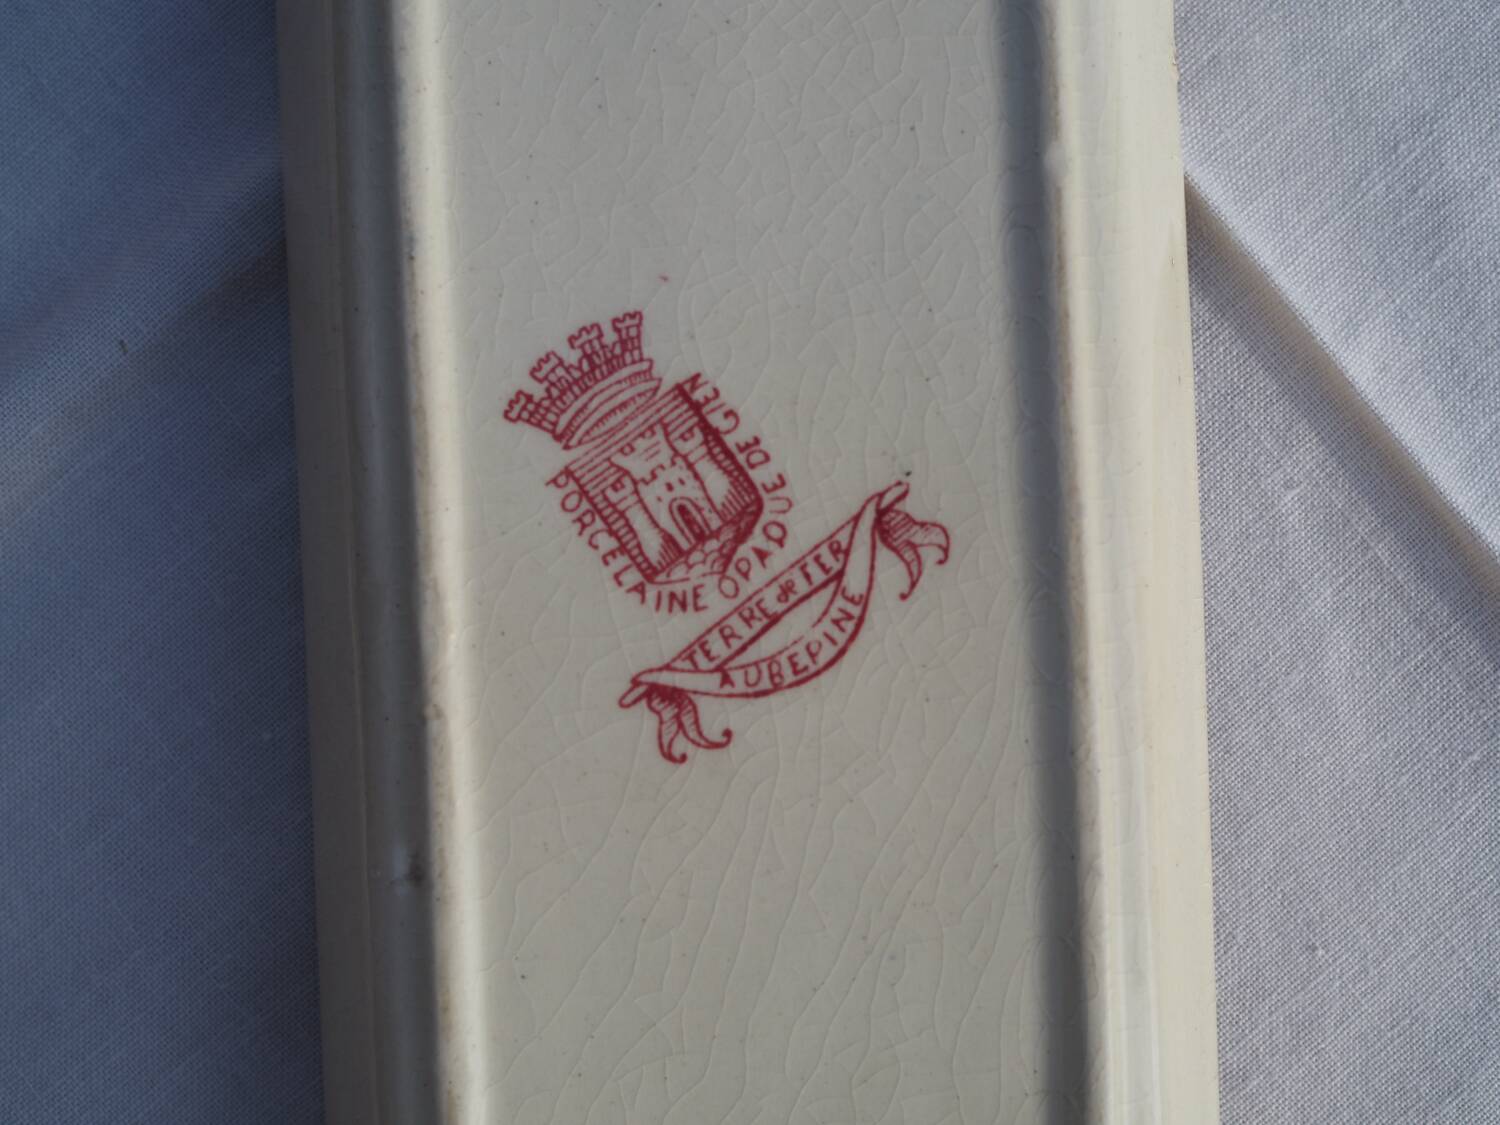 PORCELAINE OPAQUE DE GIEN
TERRE de FER
AUBEPINE